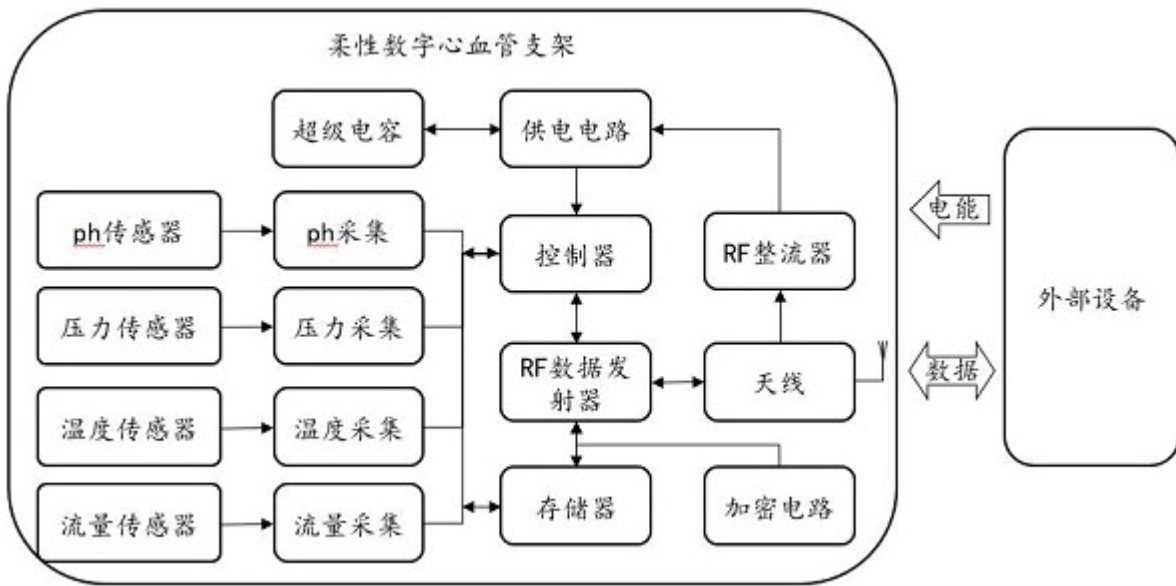 柔性数字心血管支架
超级电容
供电电路
ph传感器
ph采集
控制器
RF整流器
电能
外部设备
压力传感器
压力采集
RF数据发
射器
天线
数据
温度传感器
温度采集
流量传感器
流量采集
存储器
加密电路